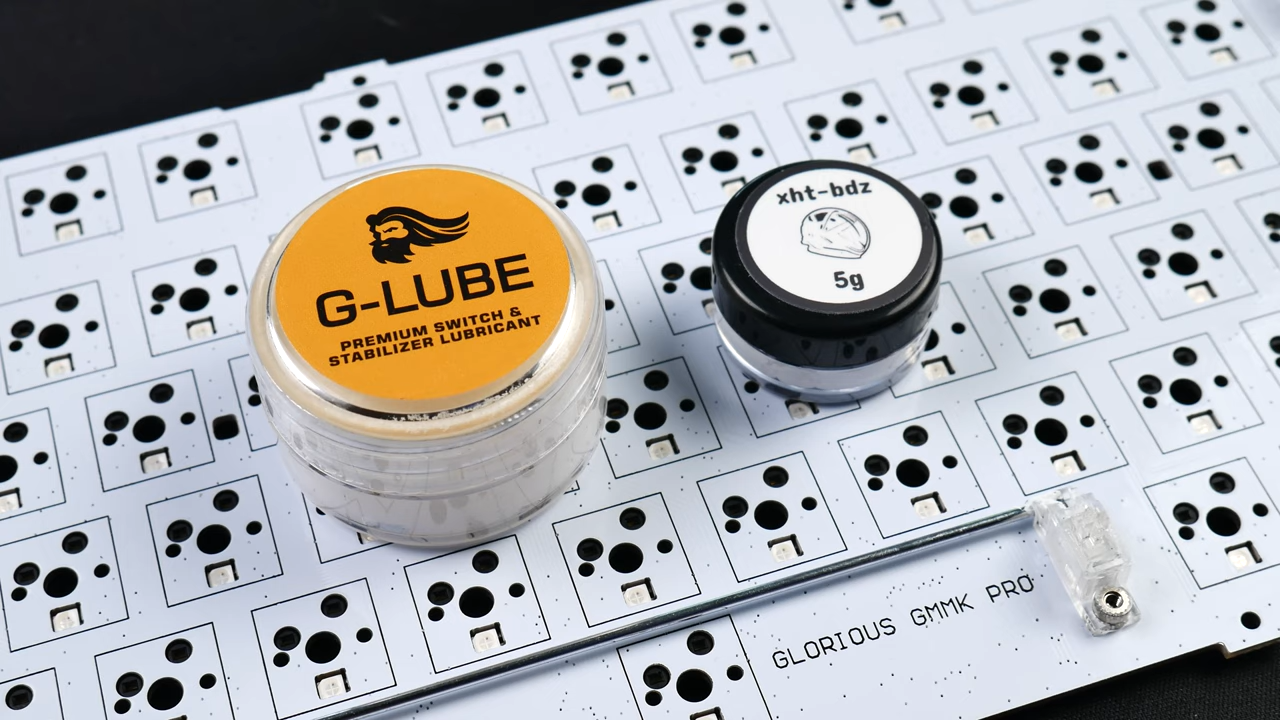 G-LUBE
PREMIUM SWITCH &
STABILIZER LUBRICANT
xht-bdz
5g
GLORIOUS GMMK PRO